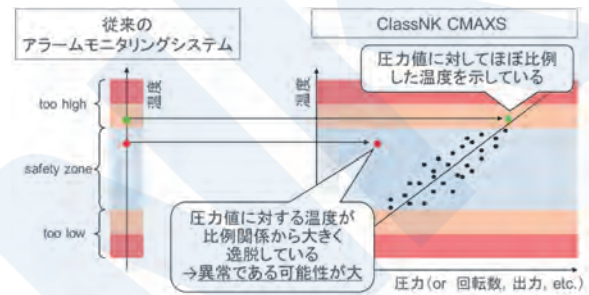 従来の
アラームモニタリングシステム
ClassNK CMAXS
圧力値に対してほぼ比例
した温度を示している
温度
温度
too high
safety zone
too low
圧力値に対する温度が
比例関係から大きく
逸脱している
→異常である可能性が大
圧力(or 回転数, 出力, etc.)